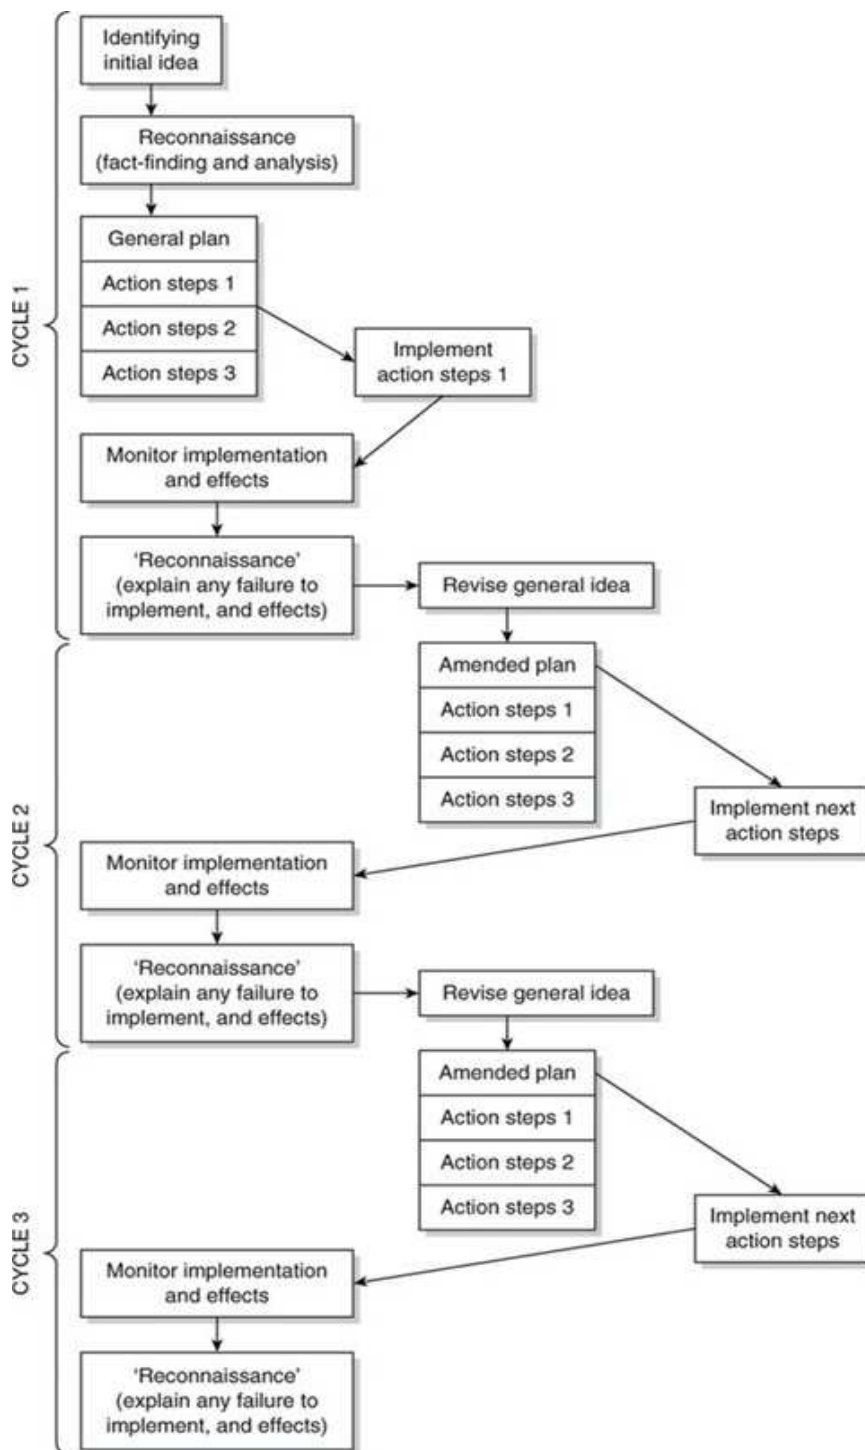 CYCLE 1
Identifying
initial idea
Reconnaissance
(fact-finding and analysis)
General plan
Action steps 1
Action steps 2
Action steps 3
Implement
action steps 1
Monitor implementation
and effects
‘Reconnaissance’
(explain any failure to
implement, and effects)
Revise general idea
CYCLE 2
Amended plan
Action steps 1
Action steps 2
Action steps 3
Implement next
action steps
Monitor implementation
and effects
‘Reconnaissance’
(explain any failure to
implement, and effects)
Revise general idea
CYCLE 3
Amended plan
Action steps 1
Action steps 2
Action steps 3
Implement next
action steps
Monitor implementation
and effects
‘Reconnaissance’
(explain any failure to
implement, and effects)